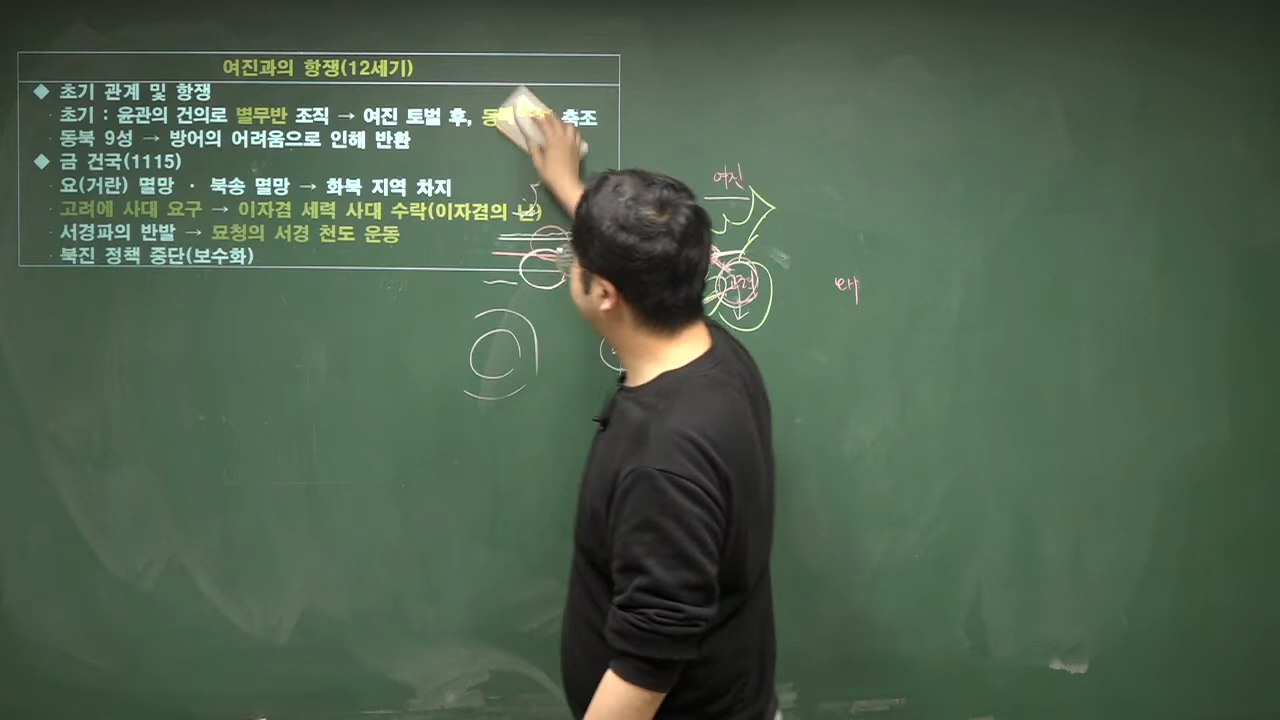 여진과의 항쟁(12세기)
◆ 초기 관계 및 항쟁
· 초기 : 윤관의 건의로 별무반 조직 → 여진 토벌 후, 동북 축조
· 동북 9성 → 방어의 어려움으로 인해 반환
◆ 금 건국(1115)
· 요(거란) 멸망 · 북송 멸망 → 화북 지역 차지
· 고려에 사대 요구 → 이자겸 세력 사대 수락(이자겸의 난)
· 서경파의 반발 → 묘청의 서경 천도 운동
· 북진 정책 중단(보수화)
여진
고려
왜